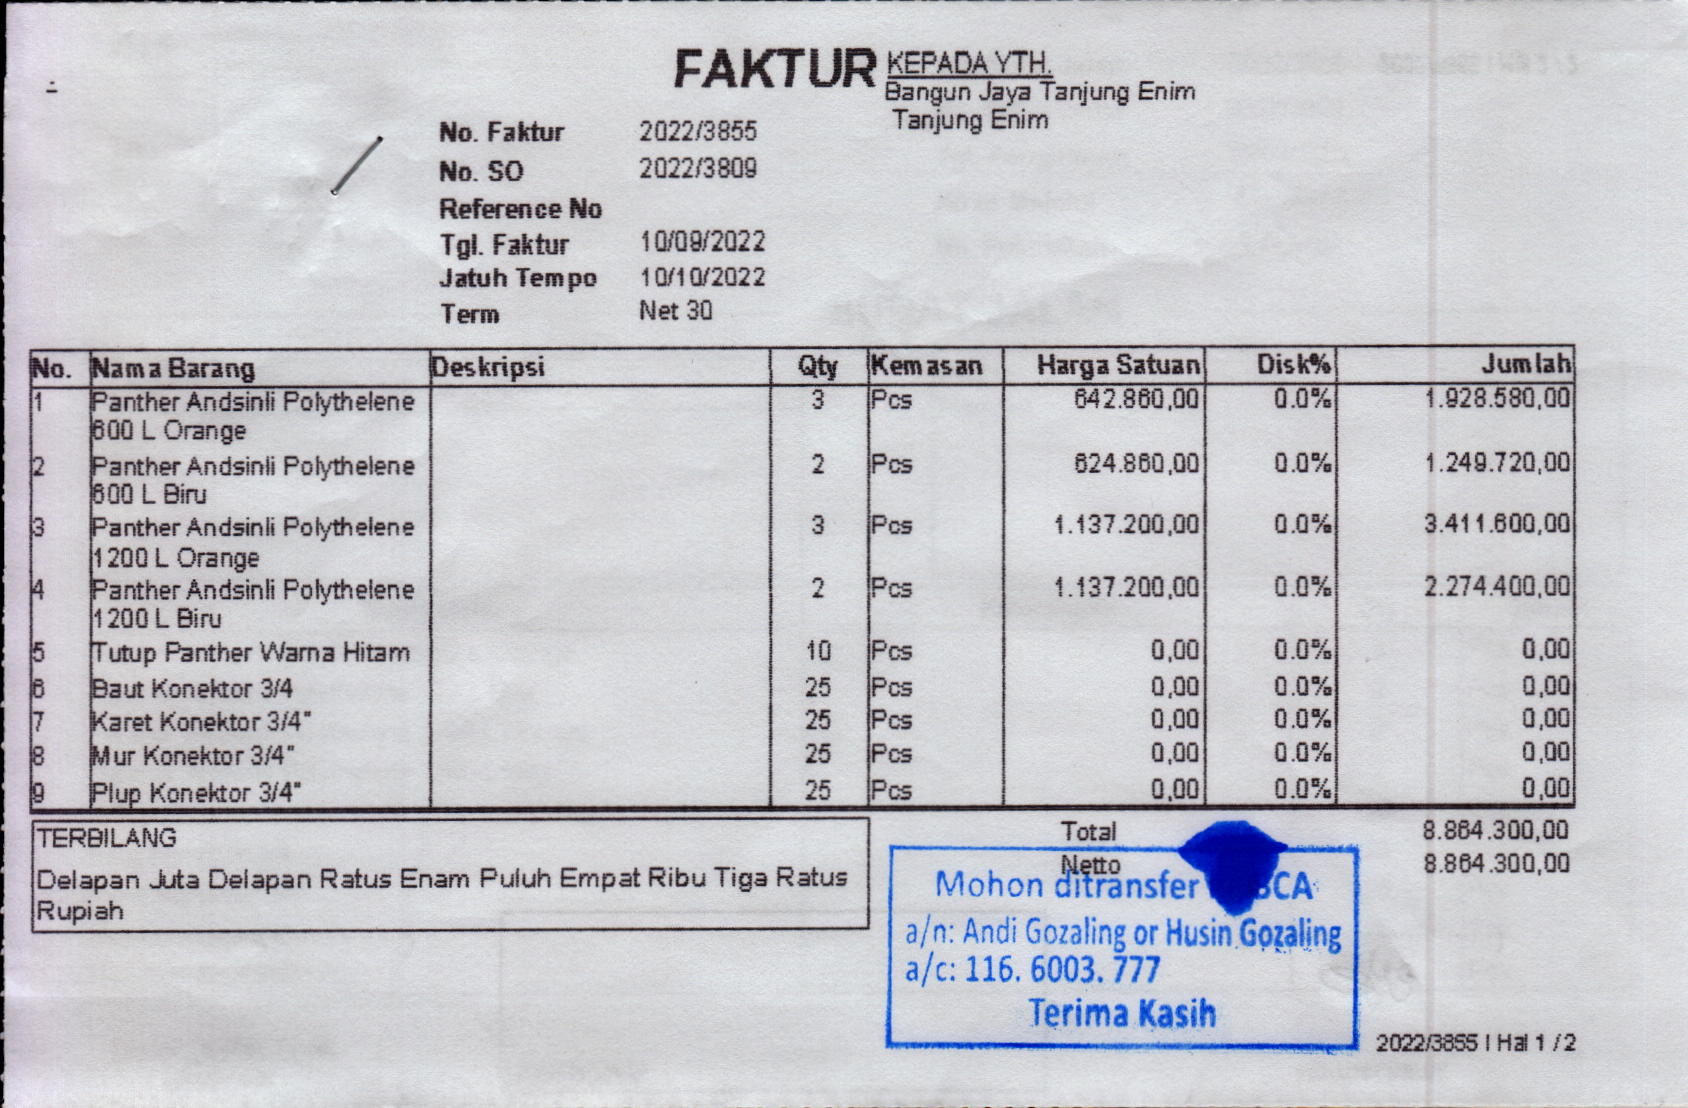 FAKTUR
KEPADA YTH.
Bangun Jaya Tanjung Enim
Tanjung Enim
No. Faktur 2022/3855
No. SO 2022/3809
Reference No
Tgl. Faktur 10/09/2022
Jatuh Tempo 10/10/2022
Term Net 30
No. Nama Barang Deskripsi Qty Kemasan Harga Satuan Disk% Jumlah
1 Panther Andsinli Polythelene 3 Pcs 642.860,00 0.0% 1.928.580,00
600 L Orange
2 Panther Andsinli Polythelene 2 Pcs 624.860,00 0.0% 1.249.720,00
600 L Biru
3 Panther Andsinli Polythelene 3 Pcs 1.137.200,00 0.0% 3.411.600,00
1200 L Orange
4 Panther Andsinli Polythelene 2 Pcs 1.137.200,00 0.0% 2.274.400,00
1200 L Biru
5 Tutup Panther Warna Hitam 10 Pcs 0,00 0.0% 0,00
6 Baut Konektor 3/4 25 Pcs 0,00 0.0% 0,00
7 Karet Konektor 3/4" 25 Pcs 0,00 0.0% 0,00
8 Mur Konektor 3/4" 25 Pcs 0,00 0.0% 0,00
9 Plup Konektor 3/4" 25 Pcs 0,00 0.0% 0,00
TERBILANG
Delapan Juta Delapan Ratus Enam Puluh Empat Ribu Tiga Ratus
Rupiah
Total 8.864.300,00
Netto 8.864.300,00
Mohon ditransfer BCA
a/n: Andi Gozaling or Husin Gozaling
a/c: 116. 6003. 777
Terima Kasih
2022/3855 | Hal 1 / 2